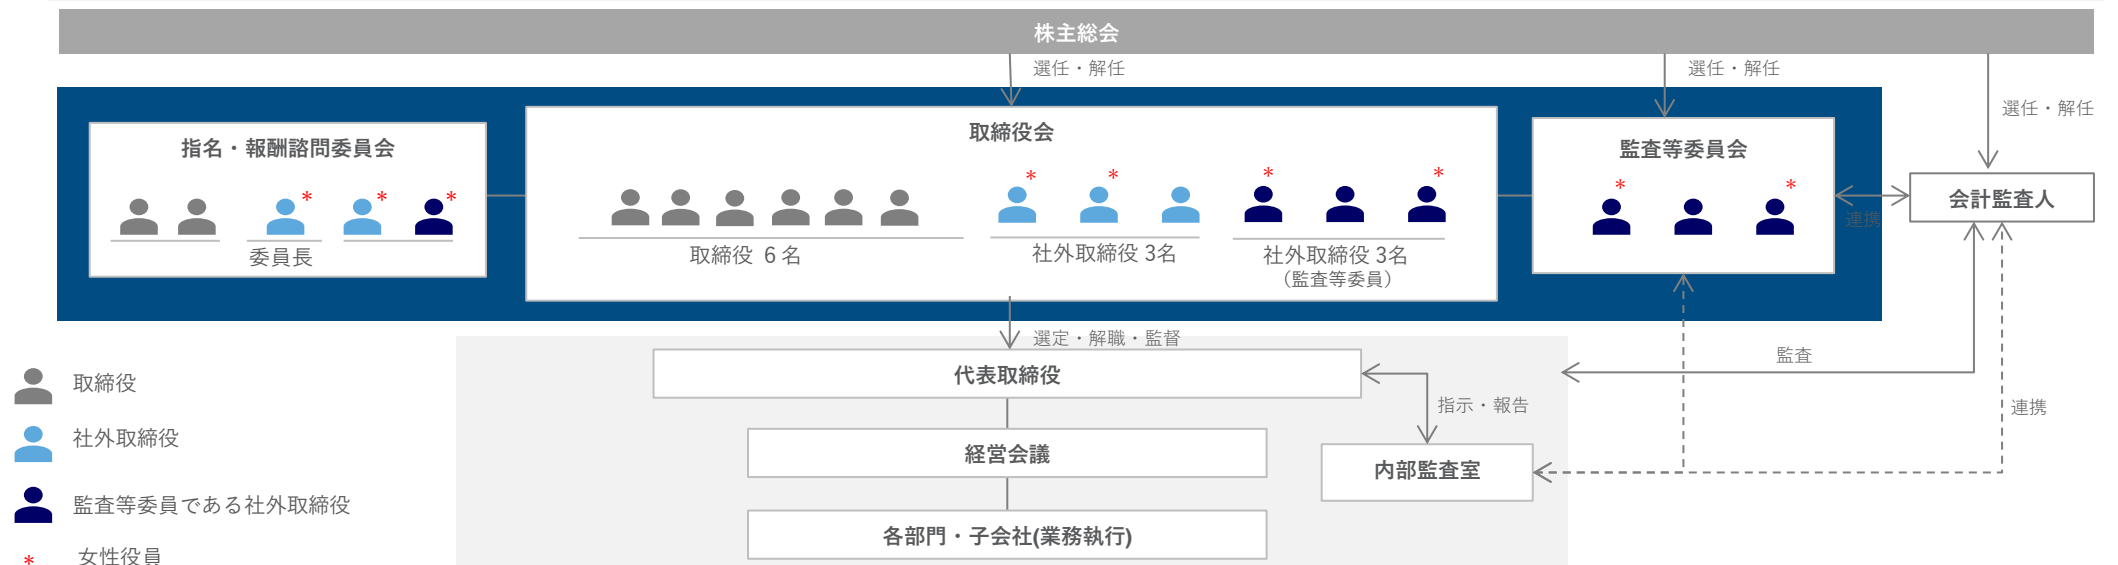 株主総会
選任・解任
選任・解任
選任・解任
指名・報酬諮問委員会
* * *
委員長
取締役会
* * * *
取締役 6名
社外取締役 3名
社外取締役 3名
(監査等委員)
監査等委員会
* *
連携
会計監査人
選定・解職・監督
代表取締役
指示・報告
監査
連携
経営会議
内部監査室
各部門・子会社(業務執行)
取締役
社外取締役
監査等委員である社外取締役
* 女性役員